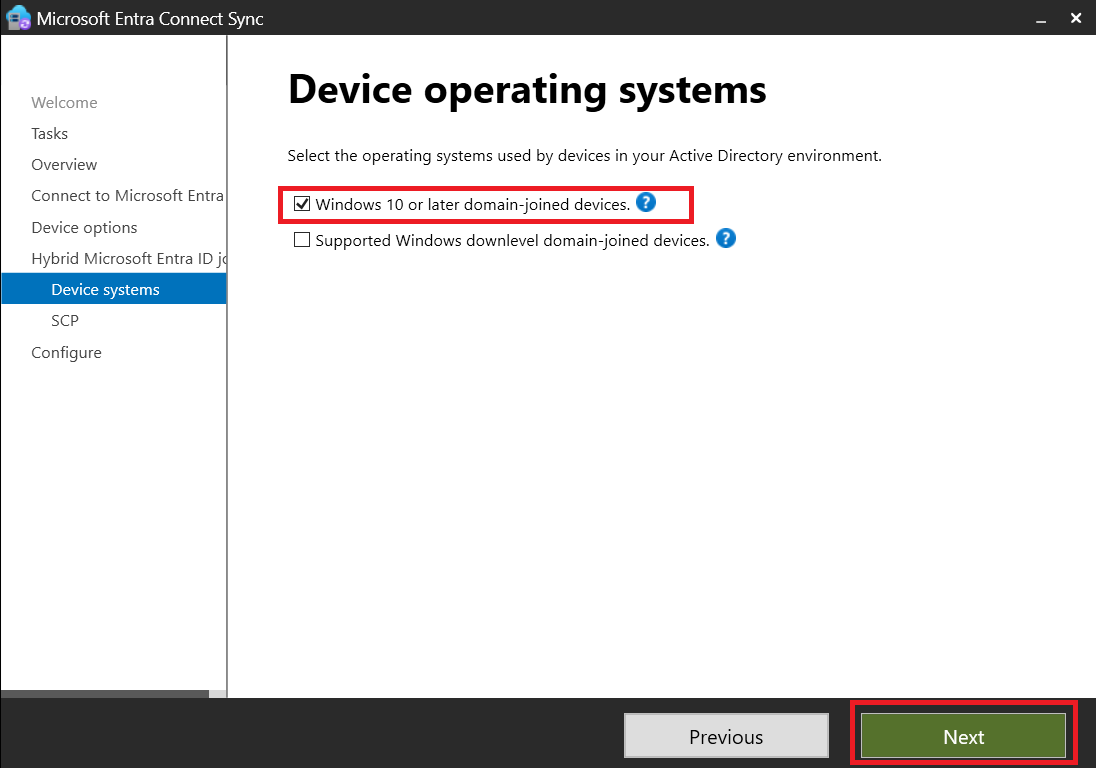 Microsoft Entra Connect Sync
Welcome
Tasks
Overview
Connect to Microsoft Entra
Device options
Hybrid Microsoft Entra ID
Device systems
SCP
Configure
Device operating systems
Select the operating systems used by devices in your Active Directory environment.
Windows 10 or later domain-joined devices. ?
Supported Windows downlevel domain-joined devices. ?
Previous
Next